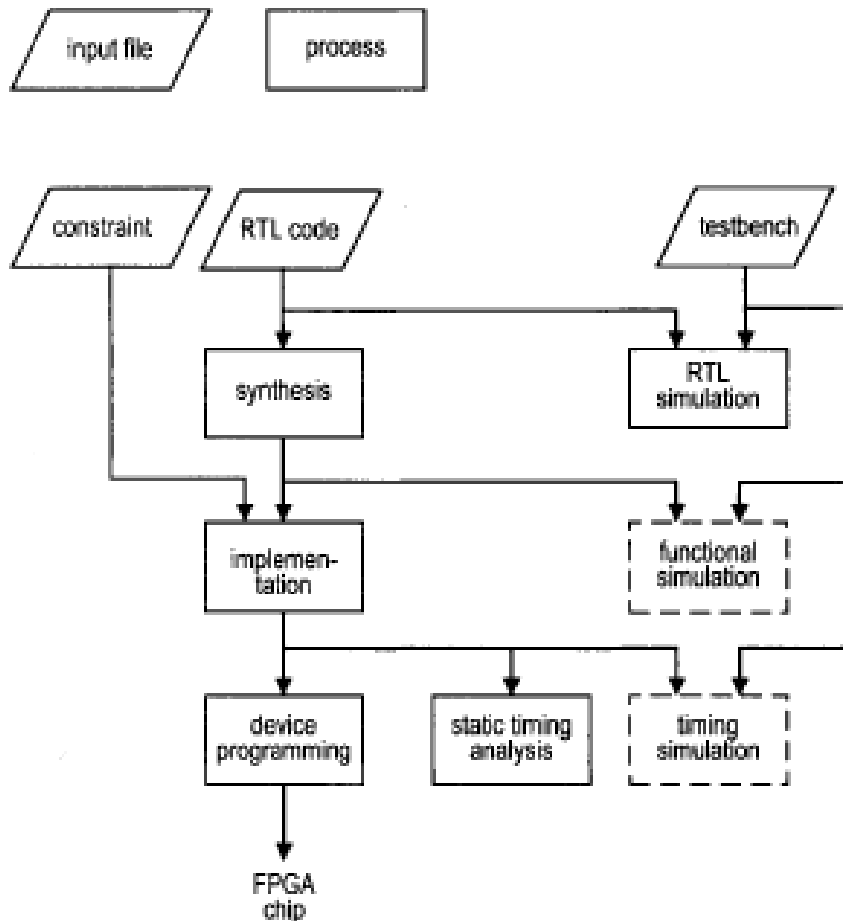 input file
process
constraint
RTL code
testbench
synthesis
RTL
simulation
implemen-
tation
functional
simulation
device
programming
static timing
analysis
timing
simulation
FPGA
chip